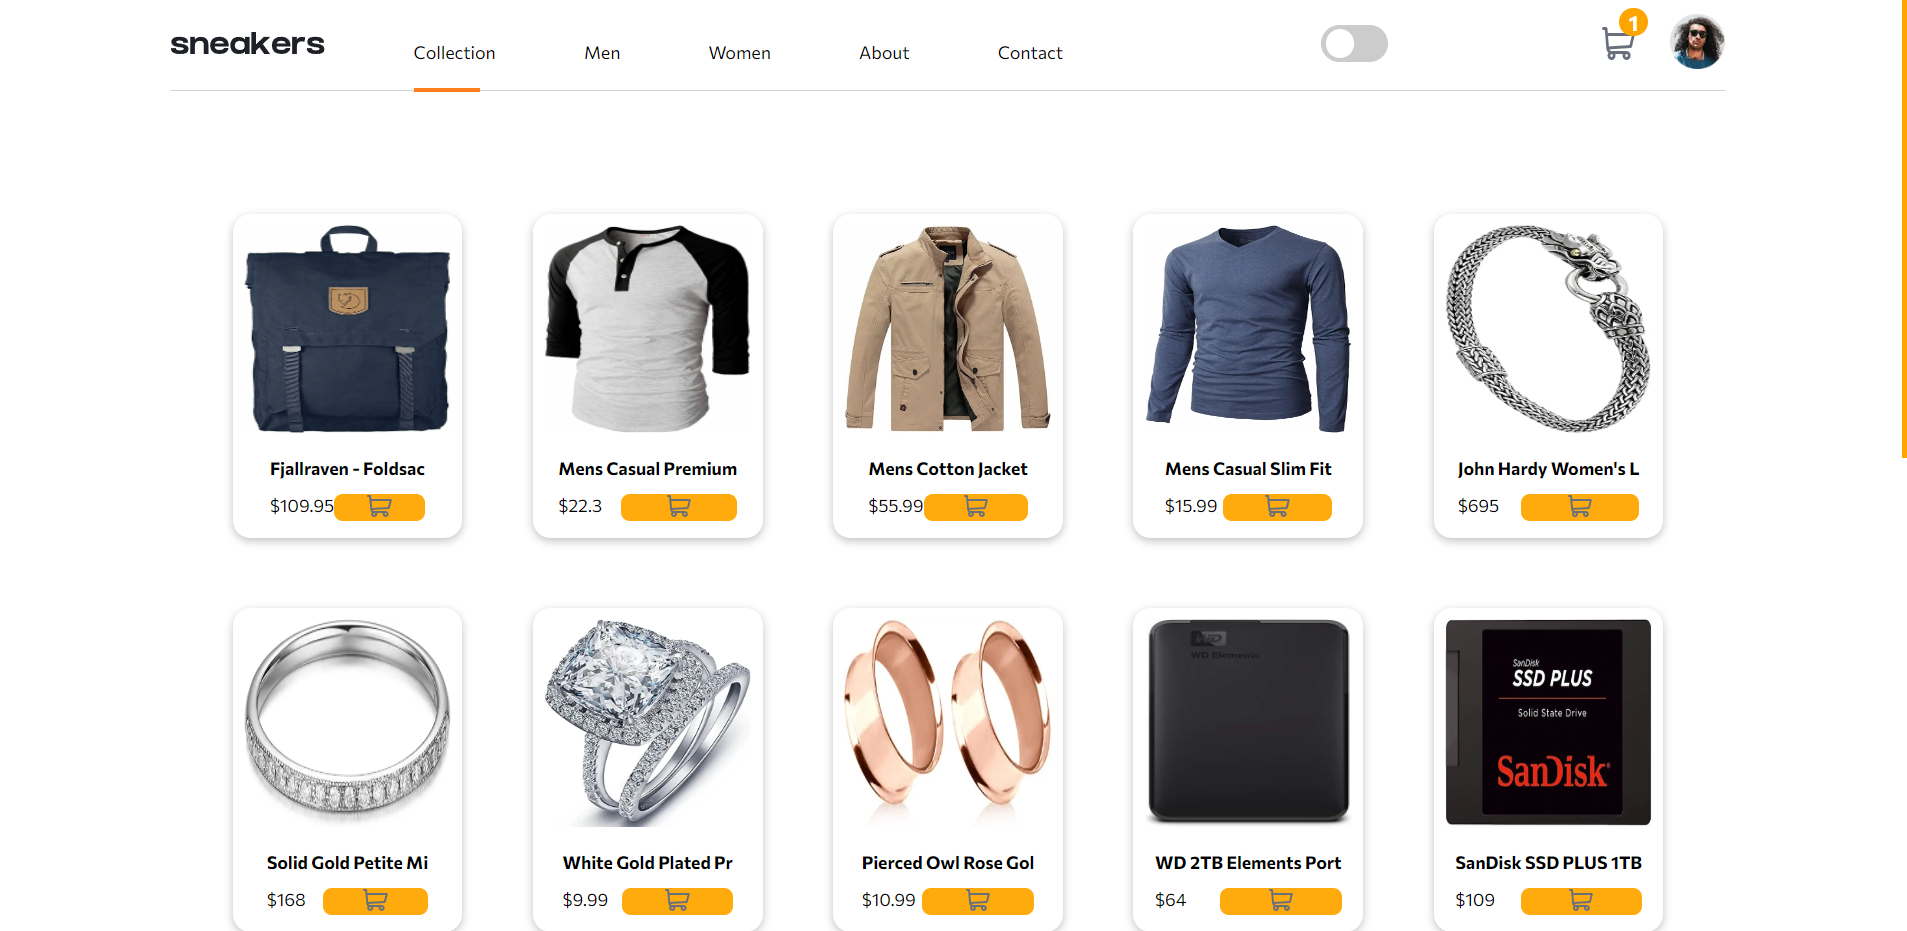 sneakers
Collection
Men
Women
About
Contact
1
Fjallraven - Foldsac
Mens Casual Premium
Mens Cotton Jacket
Mens Casual Slim Fit
John Hardy Women's L
$109.95
$22.3
$55.99
$15.99
$695
WD
WD Elements
SanDisk
SSD PLUS
Solid State Drive
SanDisk
Solid Gold Petite Mi
White Gold Plated Pr
Pierced Owl Rose Gol
WD 2TB Elements Port
SanDisk SSD PLUS 1TB
$168
$9.99
$10.99
$64
$109